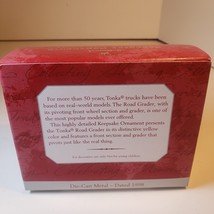 For more than 50 years, Tonka® trucks have been
based on real-world models. The Road Grader, with
its pivoting front wheel section and grader, is one
of the most popular models ever offered.
This highly detailed Keepsake Ornament presents
the Tonka® Road Grader in its distinctive yellow
color and features a front section and grader that
pivots just like the real thing.
Die-Cast Metal – Dated 1998